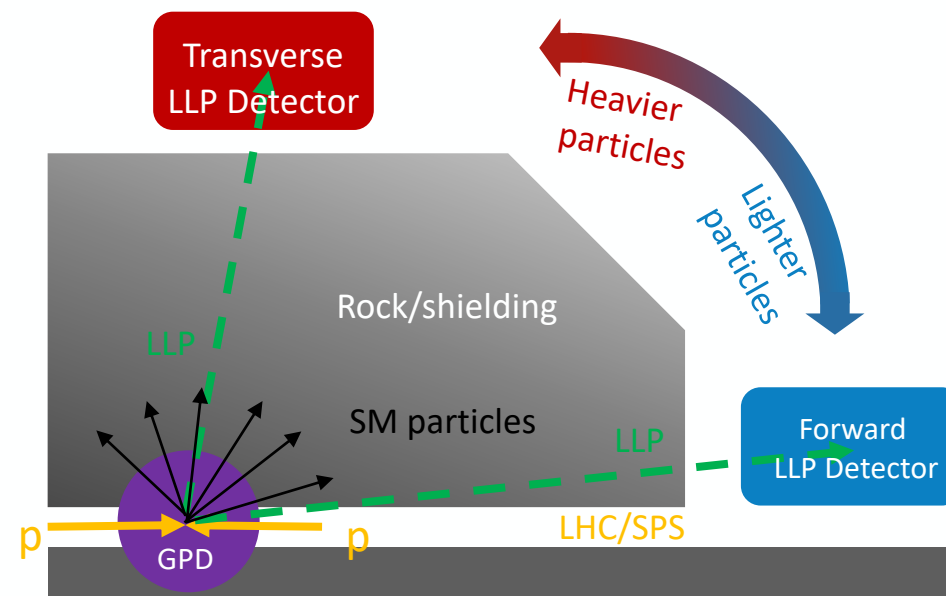 Transverse
LLP Detector
Heavier
particles
Lighter
particles
Rock/shielding
LLP
SM particles
LLP
Forward
LLP Detector
p
p
LHC/SPS
GPD